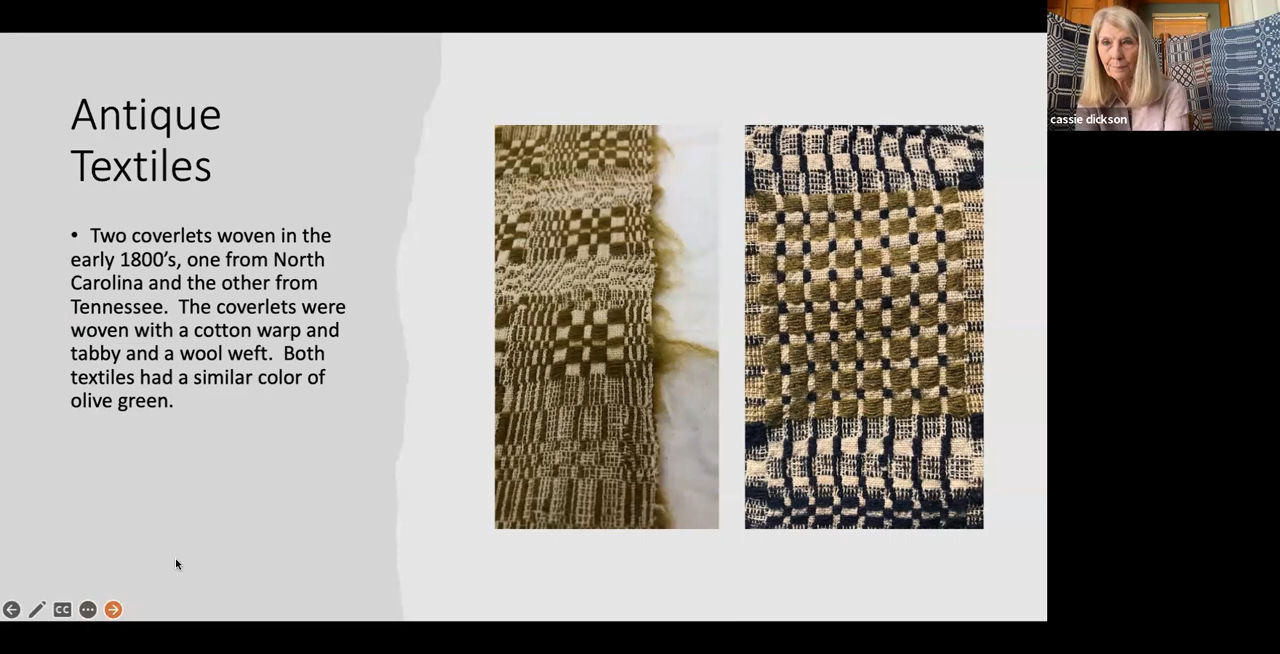 Antique
Textiles
• Two coverlets woven in the
early 1800's, one from North
Carolina and the other from
Tennessee.  The coverlets were
woven with a cotton warp and
tabby and a wool weft.  Both
textiles had a similar color of
olive green.
cassie dickson
CC